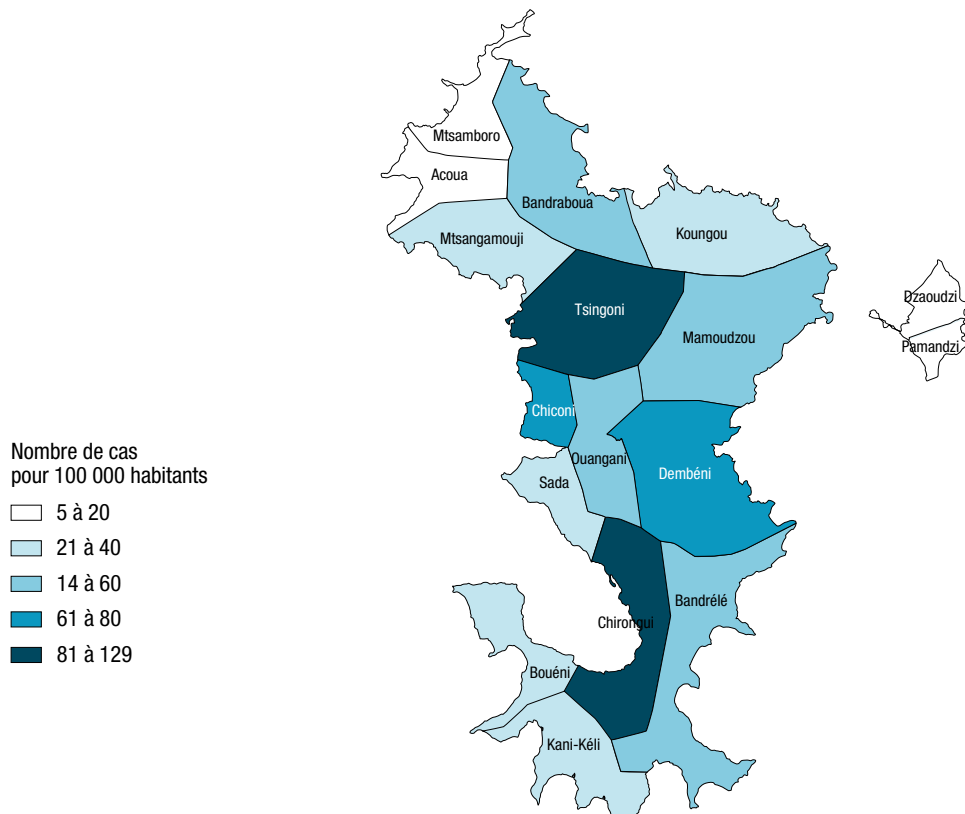 Mtsamboro
Acoua
Bandraboua
Mtsangamouji
Koungou
Tsingoni
Dzaoudzi
Mamoudzou
Pamandzi
Chiconi
Ouangani
Dembéni
Sada
Bandrélé
Chirongui
Bouéni
Kani-Kéli
Nombre de cas
pour 100 000 habitants
5 à 20
21 à 40
14 à 60
61 à 80
81 à 129